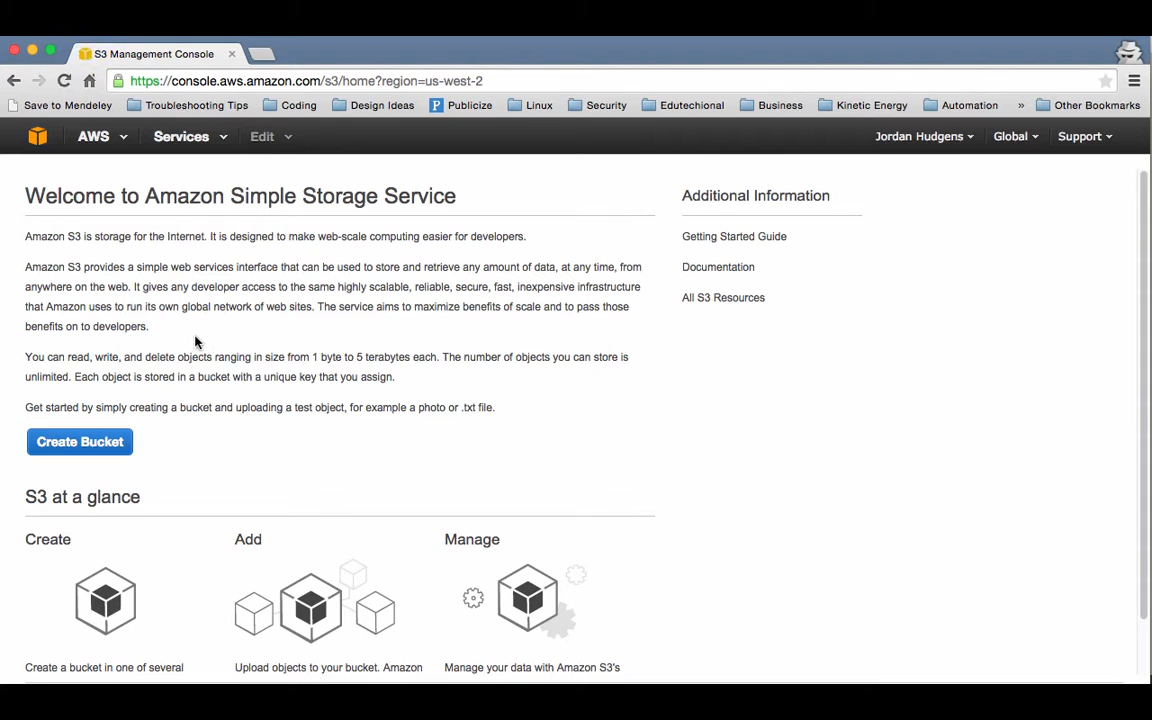 S3 Management Console
https://console.aws.amazon.com/s3/home?region=us-west-2
Save to Mendeley Troubleshooting Tips Coding Design Ideas P Publicize Linux Security Edutechional Business Kinetic Energy Automation » Other Bookmarks
AWS Services Edit Jordan Hudgens Global Support
Welcome to Amazon Simple Storage Service
Amazon S3 is storage for the Internet. It is designed to make web-scale computing easier for developers.
Amazon S3 provides a simple web services interface that can be used to store and retrieve any amount of data, at any time, from
anywhere on the web. It gives any developer access to the same highly scalable, reliable, secure, fast, inexpensive infrastructure
that Amazon uses to run its own global network of web sites. The service aims to maximize benefits of scale and to pass those
benefits on to developers.
You can read, write, and delete objects ranging in size from 1 byte to 5 terabytes each. The number of objects you can store is
unlimited. Each object is stored in a bucket with a unique key that you assign.
Get started by simply creating a bucket and uploading a test object, for example a photo or .txt file.
Create Bucket
Additional Information
Getting Started Guide
Documentation
All S3 Resources
S3 at a glance
Create Add Manage
Create a bucket in one of several Upload objects to your bucket. Amazon Manage your data with Amazon S3's